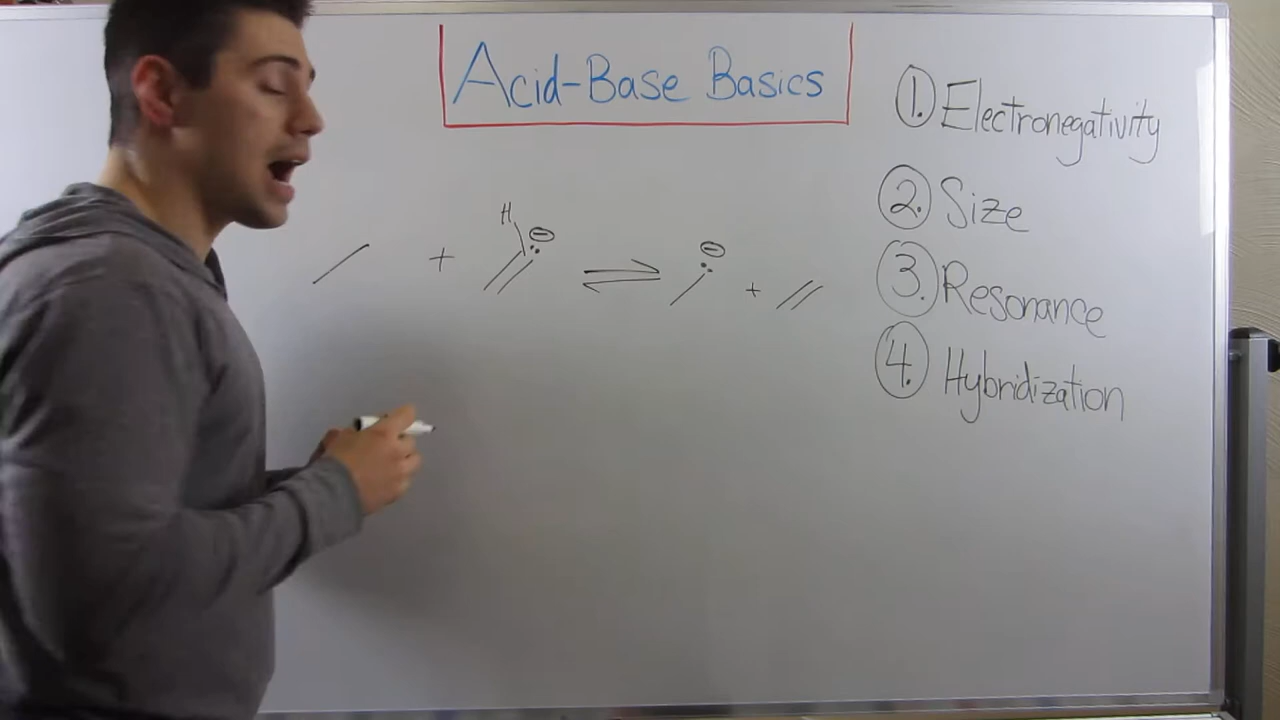 Acid-Base Basics
1. Electronegativity
2. Size
3. Resonance
4. Hybridization
H
+ ⊖ ⇌ ⊖ +